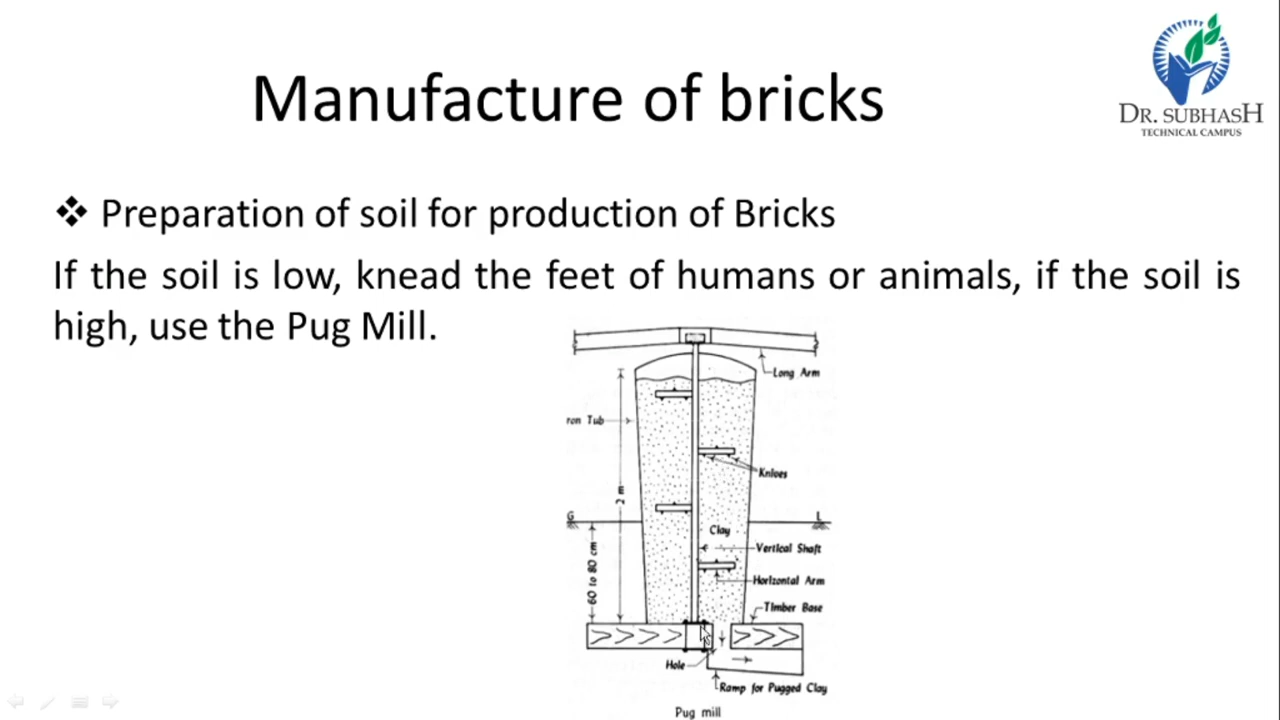 Manufacture of bricks
DR. SUBHASH
TECHNICAL CAMPUS
❖ Preparation of soil for production of Bricks
If the soil is low, knead the feet of humans or animals, if the soil is
high, use the Pug Mill.
Long Arm
ron Tub
Knives
2 m
G
L
Clay
Vertical Shaft
60 to 80 cm
Horizontal Arm
Timber Base
Hole
Ramp for Pugged Clay
Pug mill